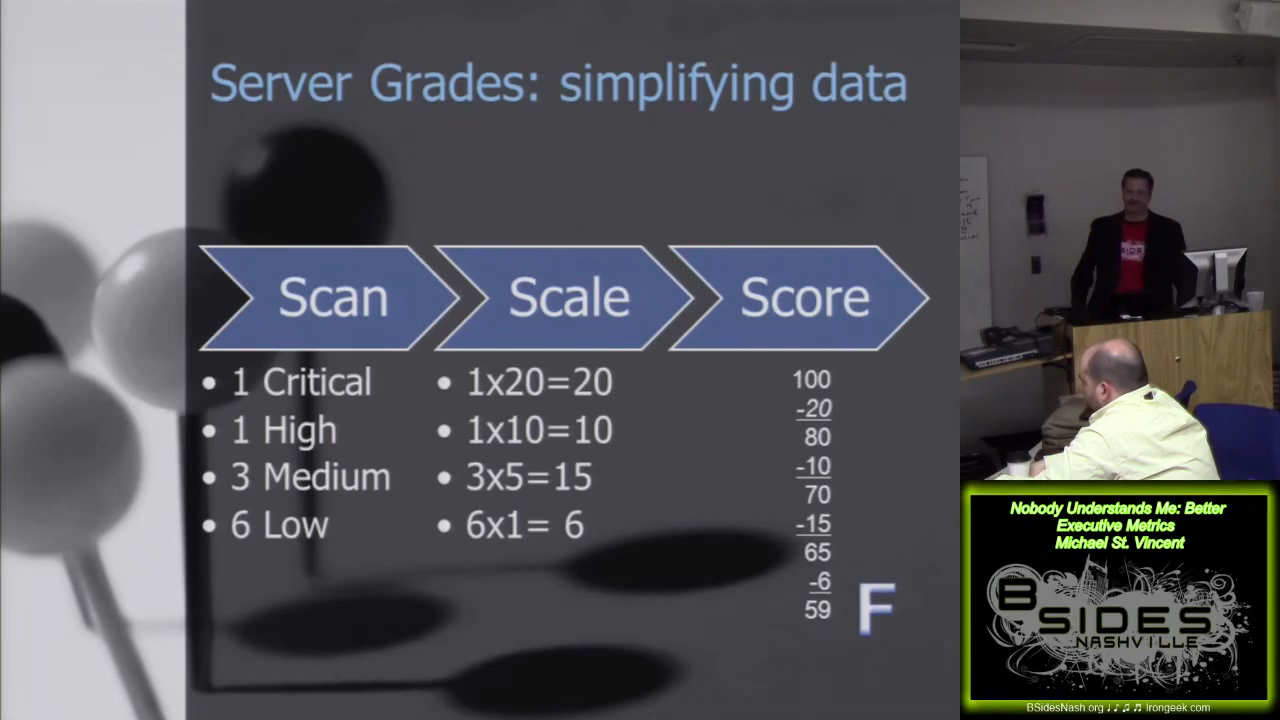 Server Grades: simplifying data
Scan
Scale
Score
• 1 Critical
• 1 High
• 3 Medium
• 6 Low
• 1x20=20
• 1x10=10
• 3x5=15
• 6x1= 6
100
-20
80
-10
70
-15
65
-6
59
F
SIDES
Nobody Understands Me: Better
Executive Metrics
Michael St. Vincent
BSIDES
NASHVILLE
BSidesNash.org ♩♪♫♬ Irongeek.com